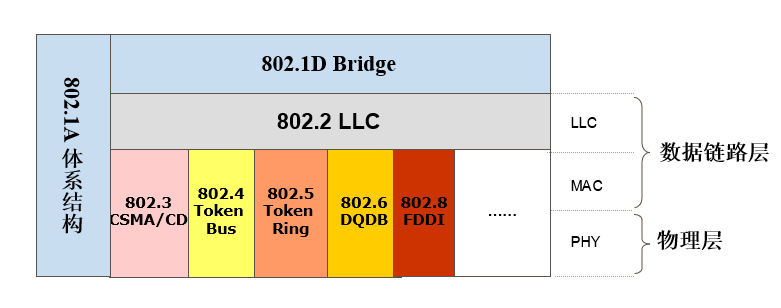 802.1A 体系结构
802.1D Bridge
802.2 LLC
802.3
CSMA/CD
802.4
Token
Bus
802.5
Token
Ring
802.6
DQDB
802.8
FDDI
……
LLC
MAC
PHY
数据链路层
物理层